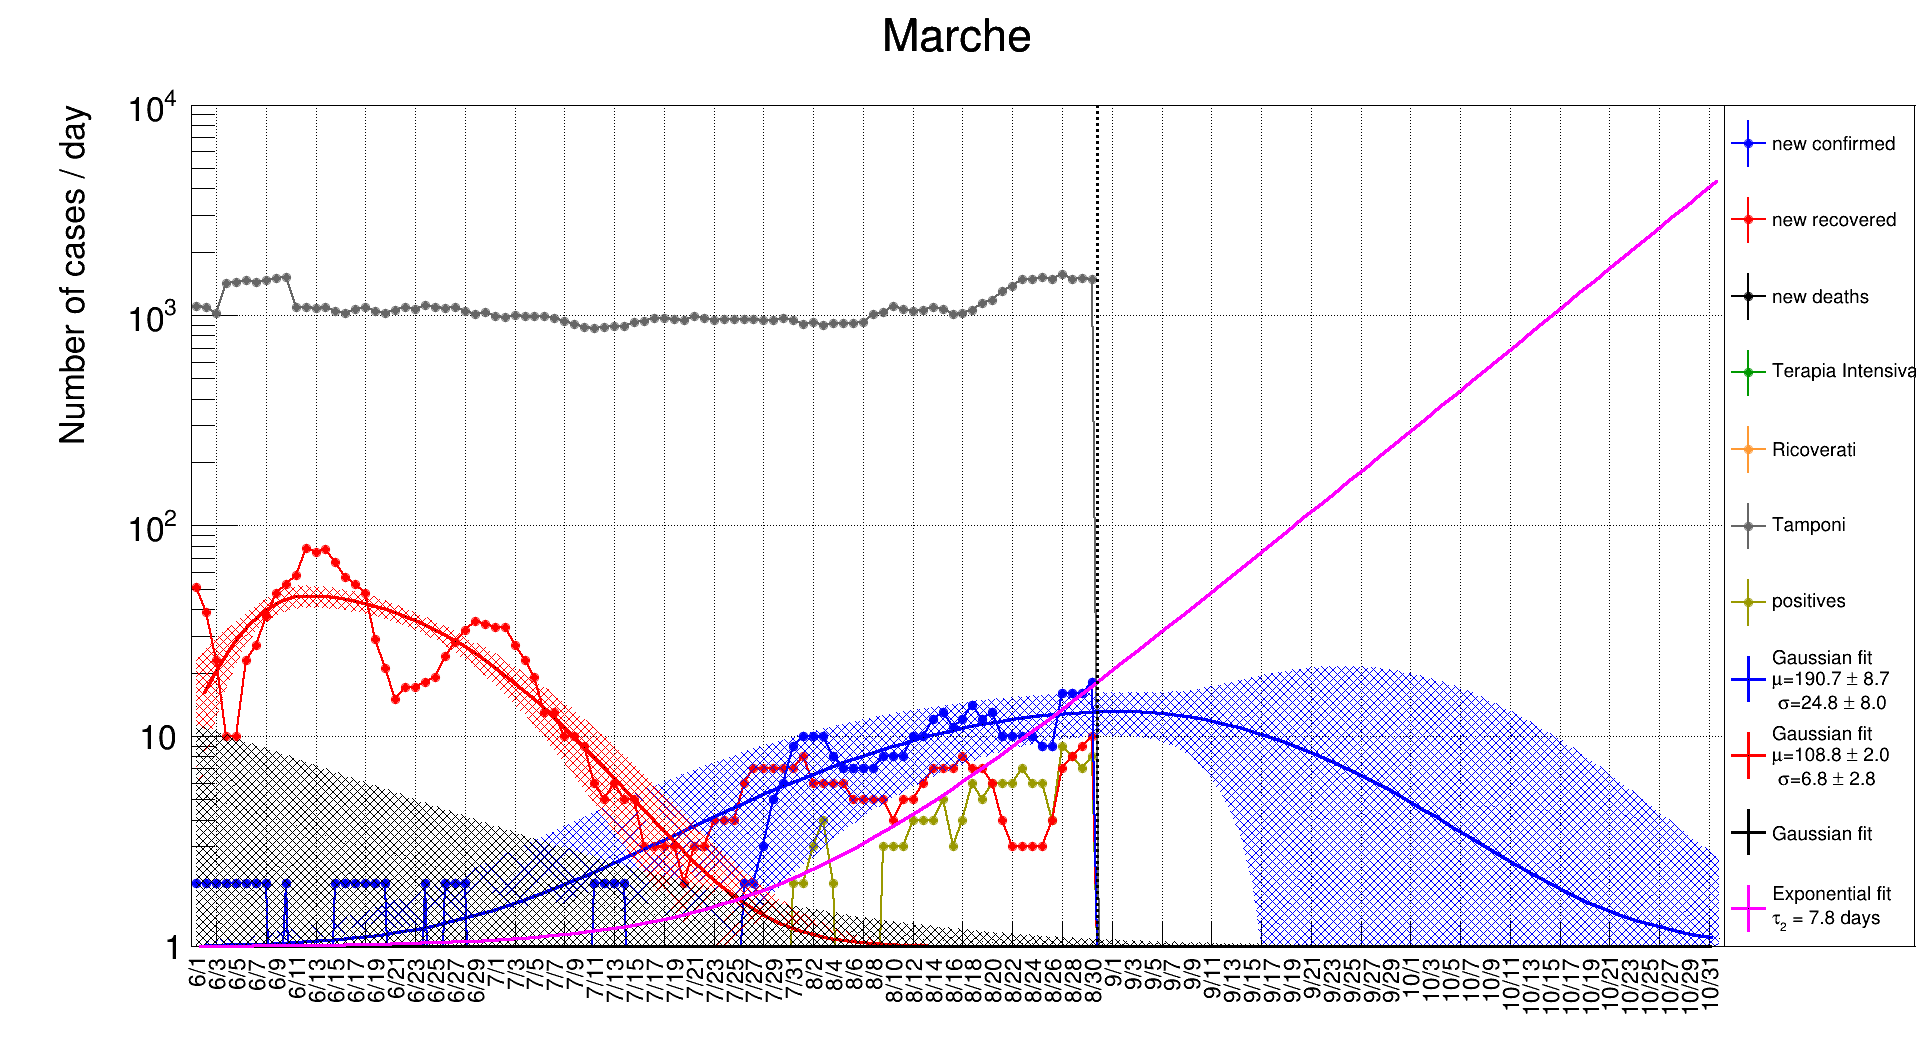 Marche
Number of cases / day
10^4
10^3
10^2
10
1
6/1 6/3 6/5 6/7 6/9 6/11 6/13 6/15 6/17 6/19 6/21 6/23 6/25 6/27 6/29 7/1 7/3 7/5 7/7 7/9 7/11 7/13 7/15 7/17 7/19 7/21 7/23 7/25 7/27 7/29 7/31 8/2 8/4 8/6 8/8 8/10 8/12 8/14 8/16 8/18 8/20 8/22 8/24 8/26 8/28 8/30 9/1 9/3 9/5 9/7 9/9 9/11 9/13 9/15 9/17 9/19 9/21 9/23 9/25 9/27 9/29 10/1 10/3 10/5 10/7 10/9 10/11 10/13 10/15 10/17 10/19 10/21 10/23 10/25 10/27 10/29 10/31
new confirmed
new recovered
new deaths
Terapia Intensiva
Ricoverati
Tamponi
positives
Gaussian fit
μ=190.7 ± 8.7
σ=24.8 ± 8.0
Gaussian fit
μ=108.8 ± 2.0
σ=6.8 ± 2.8
Gaussian fit
Exponential fit
τ₂ = 7.8 days